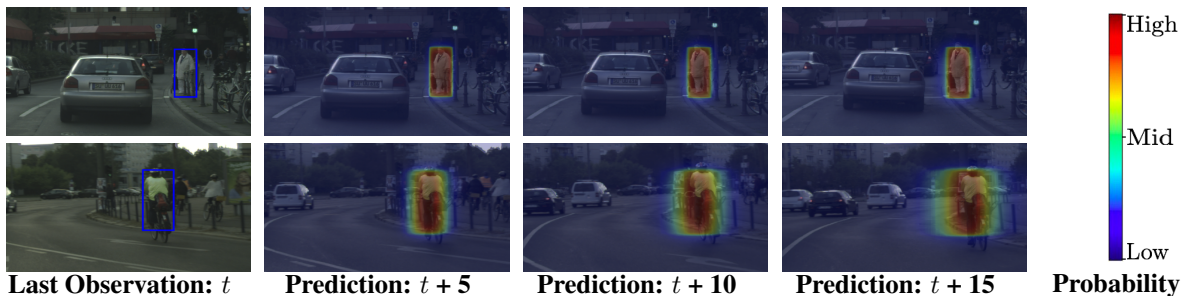 High
Mid
Low
Last Observation: t
Prediction: t + 5
Prediction: t + 10
Prediction: t + 15
Probability